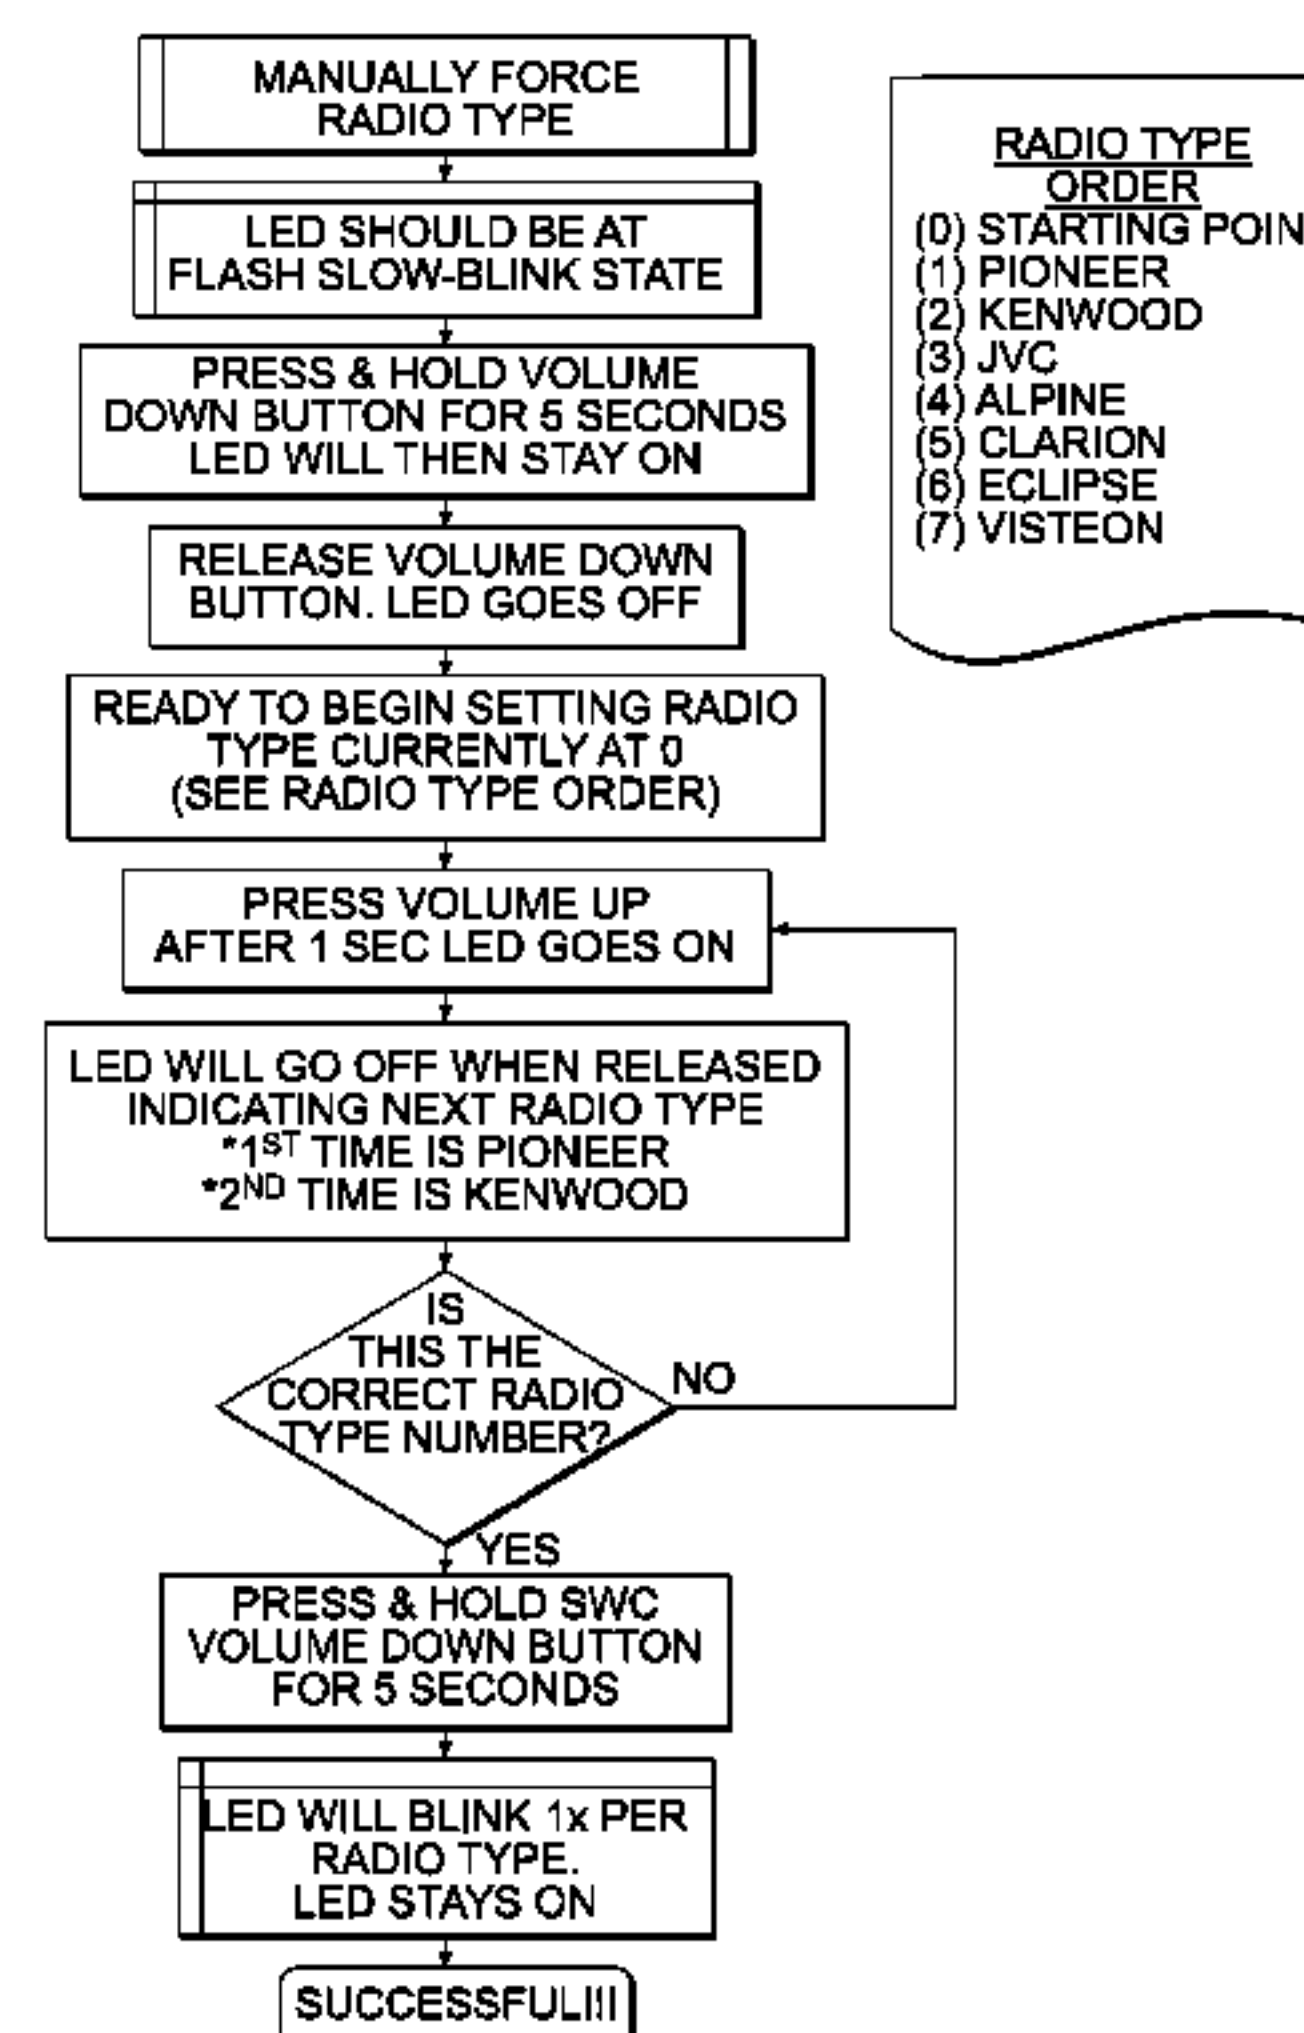 MANUALLY FORCE
RADIO TYPE
LED SHOULD BE AT
FLASH SLOW-BLINK STATE
PRESS & HOLD VOLUME
DOWN BUTTON FOR 5 SECONDS
LED WILL THEN STAY ON
RELEASE VOLUME DOWN
BUTTON. LED GOES OFF
READY TO BEGIN SETTING RADIO
TYPE CURRENTLY AT 0
(SEE RADIO TYPE ORDER)
PRESS VOLUME UP
AFTER 1 SEC LED GOES ON
LED WILL GO OFF WHEN RELEASED
INDICATING NEXT RADIO TYPE
*1ST TIME IS PIONEER
*2ND TIME IS KENWOOD
IS
THIS THE
CORRECT RADIO
TYPE NUMBER?
NO
YES
PRESS & HOLD SWC
VOLUME DOWN BUTTON
FOR 5 SECONDS
LED WILL BLINK 1x PER
RADIO TYPE.
LED STAYS ON
SUCCESSFUL!!!
RADIO TYPE
ORDER
(0) STARTING POIN
(1) PIONEER
(2) KENWOOD
(3) JVC
(4) ALPINE
(5) CLARION
(6) ECLIPSE
(7) VISTEON